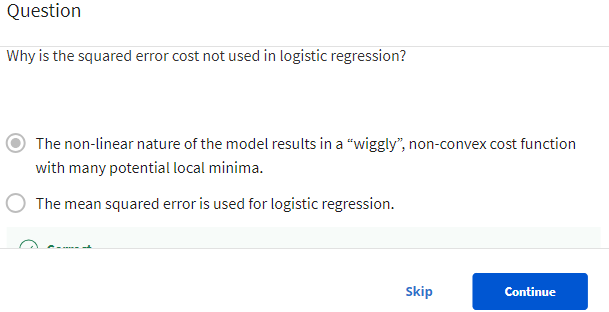 Question
Why is the squared error cost not used in logistic regression?
The non-linear nature of the model results in a “wiggly”, non-convex cost function
with many potential local minima.
The mean squared error is used for logistic regression.
Skip
Continue